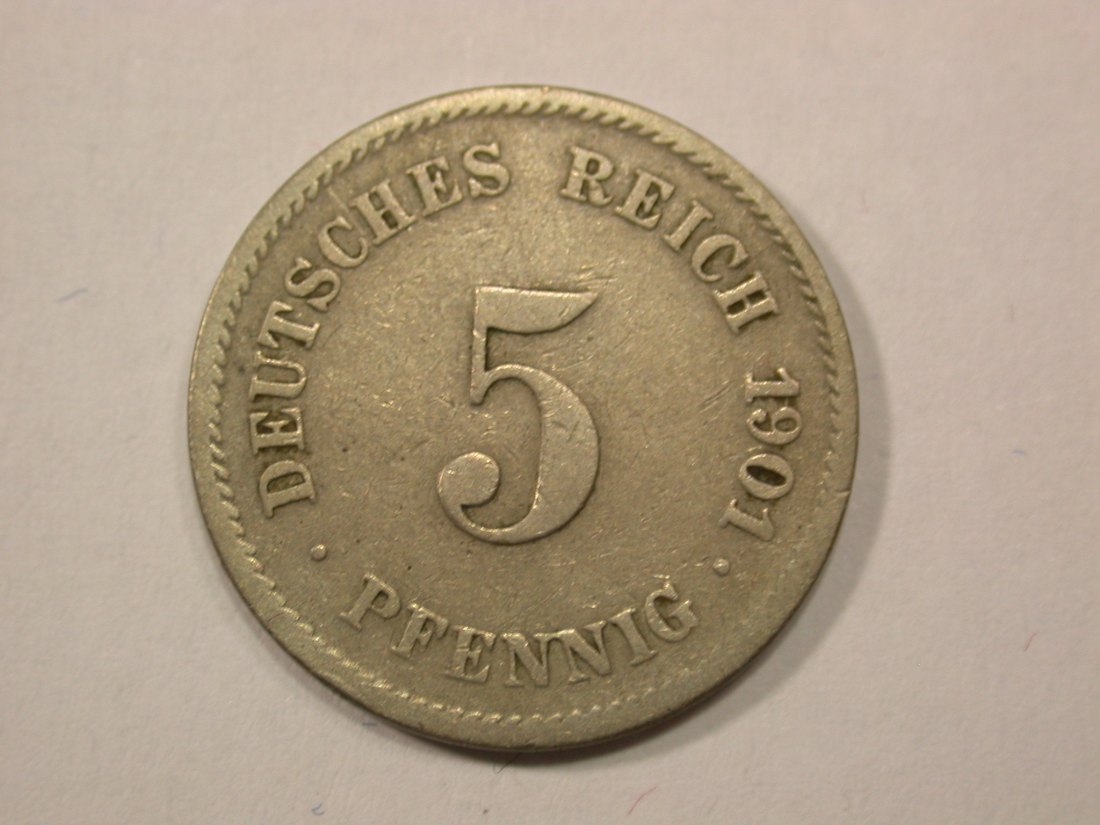 DEUTSCHES REICH 1901
5
· PFENNIG ·